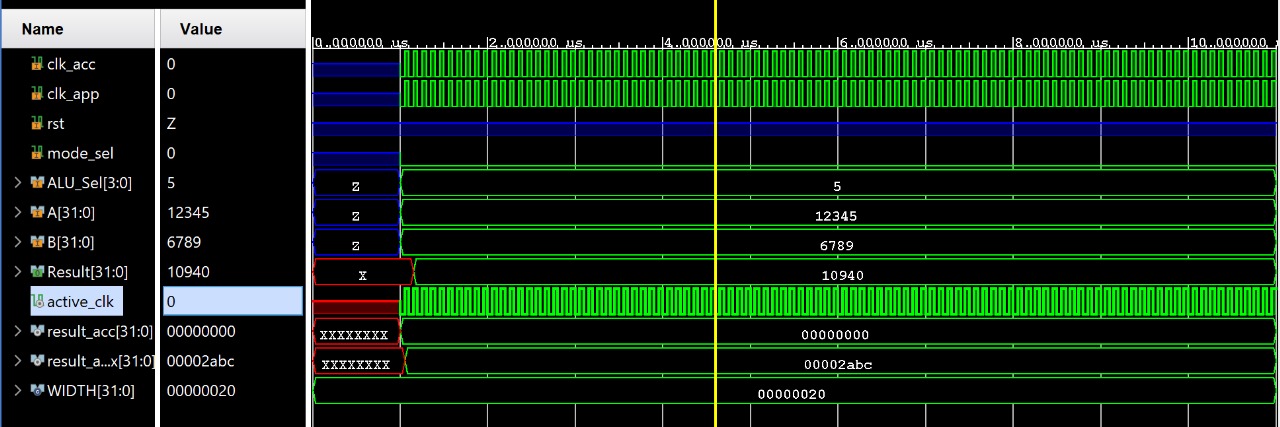 Name Value
0.000000 us 2.000000 us 4.000000 us 6.000000 us 8.000000 us 10.000000 us
clk_acc 0
clk_app 0
rst Z
mode_sel 0
ALU_Sel[3:0] 5 Z 5
A[31:0] 12345 Z 12345
B[31:0] 6789 Z 6789
Result[31:0] 10940 X 10940
active_clk 0
result_acc[31:0] 00000000 XXXXXXXX 00000000
result_a...x[31:0] 00002abc XXXXXXXX 00002abc
WIDTH[31:0] 00000020 00000020